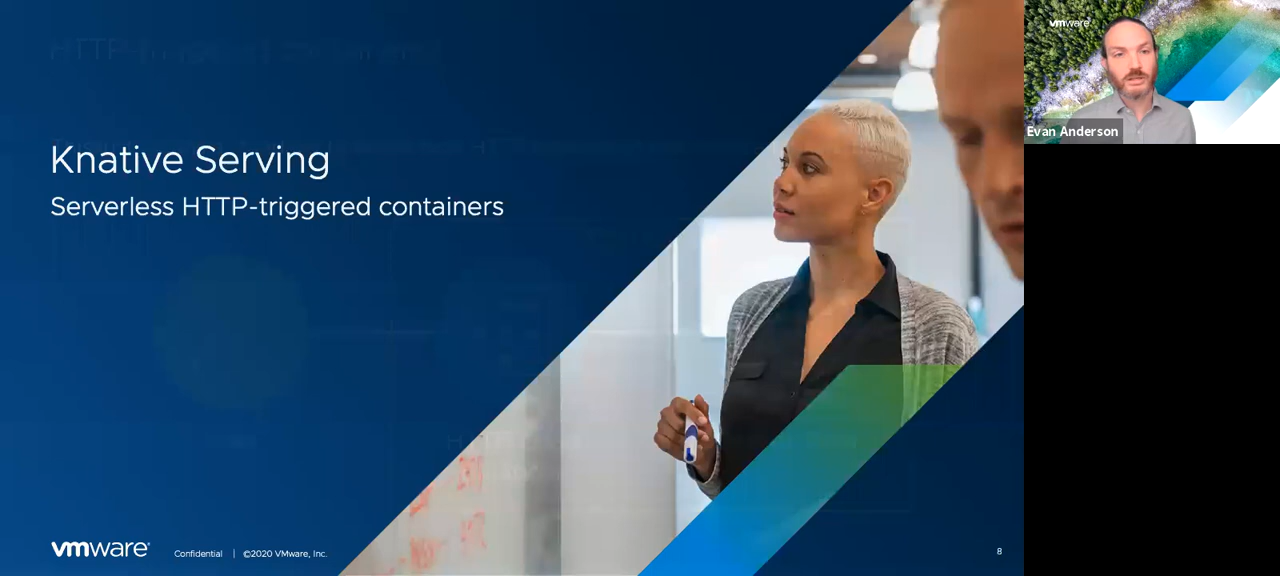 Knative Serving
Serverless HTTP-triggered containers
vmware
Confidential | ©2020 VMware, Inc.
8
vmware
Evan Anderson